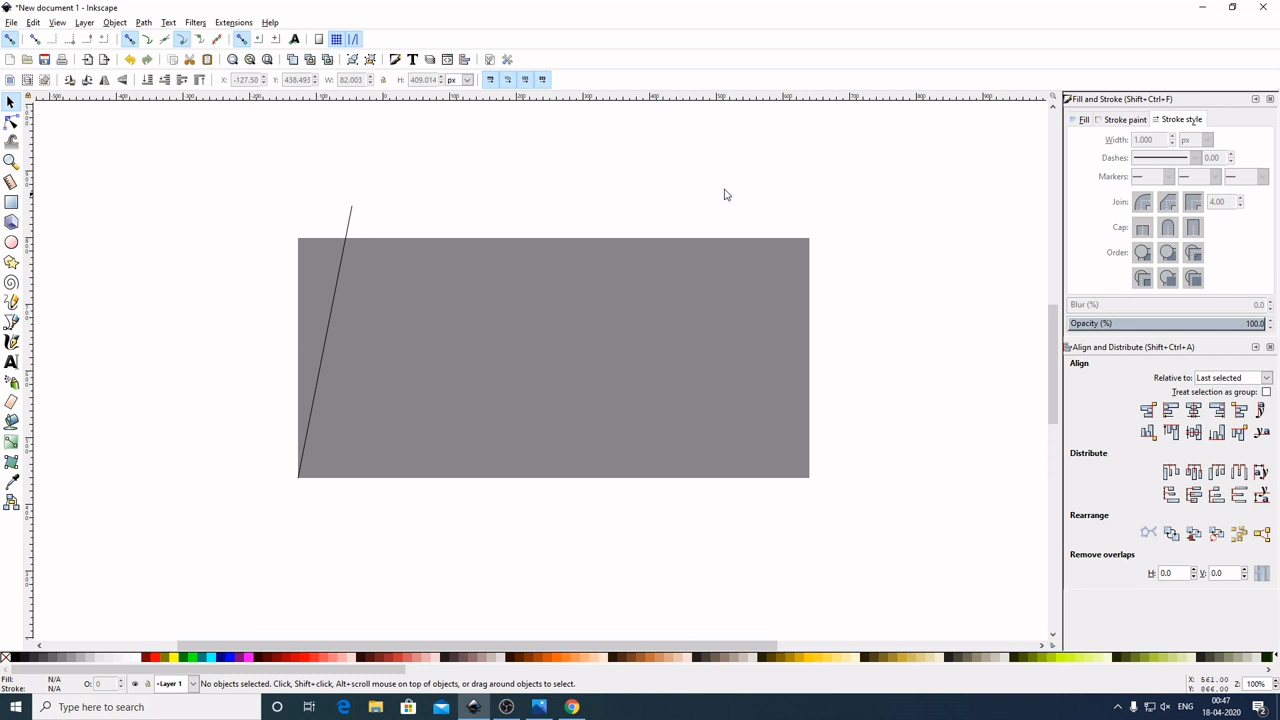 *New document 1 - Inkscape
File Edit View Layer Object Path Text Filters Extensions Help
X: -127.50 Y: 438.493 W: 82.003 H: 409.014 px
Fill and Stroke (Shift+Ctrl+F)
Fill Stroke paint Stroke style
Width: 1.000 px
Dashes: 0.00
Markers:
Join: 4.00
Cap:
Order:
Blur (%) 0.0
Opacity (%) 100.0
Align and Distribute (Shift+Ctrl+A)
Align
Relative to: Last selected
Treat selection as group:
Distribute
Rearrange
Remove overlaps
H: 0.0 V: 0.0
Fill: N/A
Stroke: N/A
O: 0
Layer 1
No objects selected. Click, Shift+click, Alt+scroll mouse on top of objects, or drag around objects to select.
X: 561.00
Y: 866.00
Z: 100%
Type here to search
00:47
18-04-2020
2